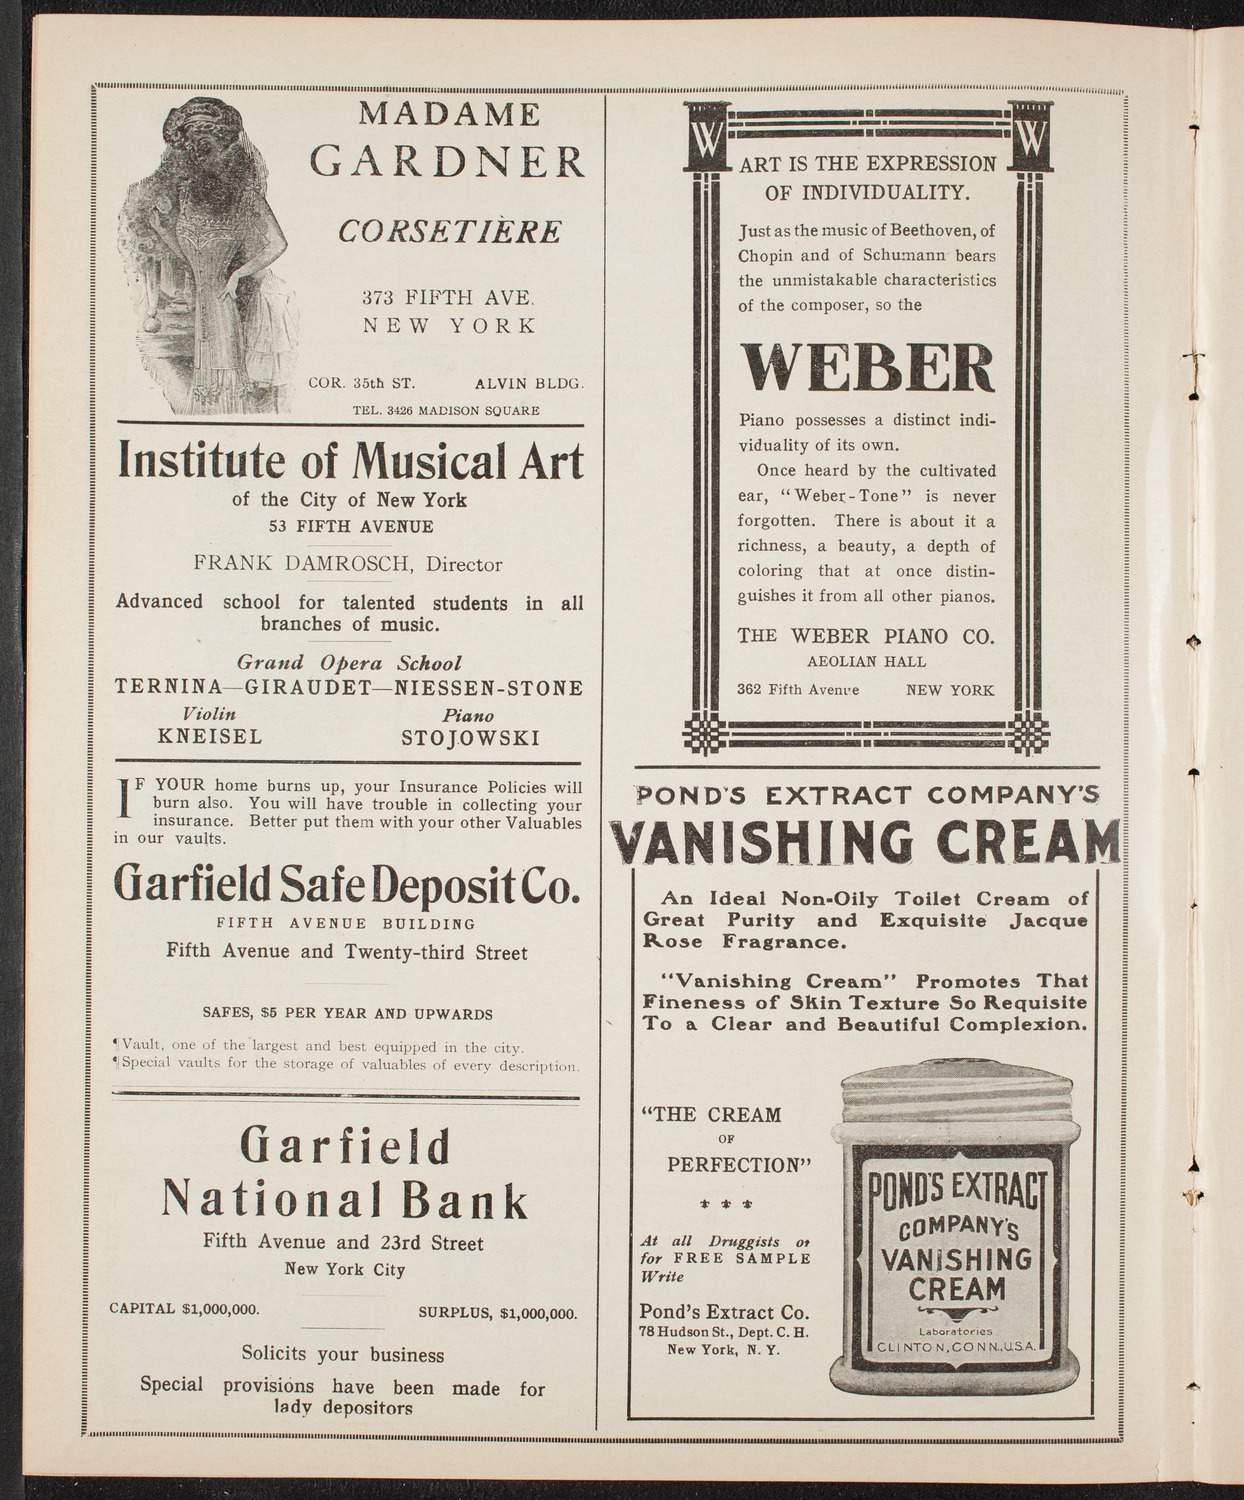 MADAME
GARDNER
CORSETIÈRE
373 FIFTH AVE.
NEW YORK
COR. 35th ST. ALVIN BLDG.
TEL. 3426 MADISON SQUARE
Institute of Musical Art
of the City of New York
53 FIFTH AVENUE
FRANK DAMROSCH, Director
Advanced school for talented students in all
branches of music.
Grand Opera School
TERNINA—GIRAUDET—NIESSEN-STONE
Violin Piano
KNEISEL STOJOWSKI
IF YOUR home burns up, your Insurance Policies will
burn also. You will have trouble in collecting your
insurance. Better put them with your other Valuables
in our vaults.
Garfield Safe Deposit Co.
FIFTH AVENUE BUILDING
Fifth Avenue and Twenty-third Street
SAFES, $5 PER YEAR AND UPWARDS
¶Vault, one of the largest and best equipped in the city.
¶Special vaults for the storage of valuables of every description.
Garfield
National Bank
Fifth Avenue and 23rd Street
New York City
CAPITAL $1,000,000. SURPLUS, $1,000,000.
Solicits your business
Special provisions have been made for
lady depositors
W W
ART IS THE EXPRESSION
OF INDIVIDUALITY.
Just as the music of Beethoven, of
Chopin and of Schumann bears
the unmistakable characteristics
of the composer, so the
WEBER
Piano possesses a distinct indi-
viduality of its own.
Once heard by the cultivated
ear, "Weber-Tone" is never
forgotten. There is about it a
richness, a beauty, a depth of
coloring that at once distin-
guishes it from all other pianos.
THE WEBER PIANO CO.
AEOLIAN HALL
362 Fifth Avenue NEW YORK
POND'S EXTRACT COMPANY'S
VANISHING CREAM
An Ideal Non-Oily Toilet Cream of
Great Purity and Exquisite Jacque
Rose Fragrance.
"Vanishing Cream" Promotes That
Fineness of Skin Texture So Requisite
To a Clear and Beautiful Complexion.
"THE CREAM
OF
PERFECTION"
At all Druggists or
for FREE SAMPLE
Write
Pond's Extract Co.
78 Hudson St., Dept. C. H.
New York, N. Y.
POND'S EXTRACT
COMPANY'S
VANISHING
CREAM
Laboratories
CLINTON, CONN., U.S.A.